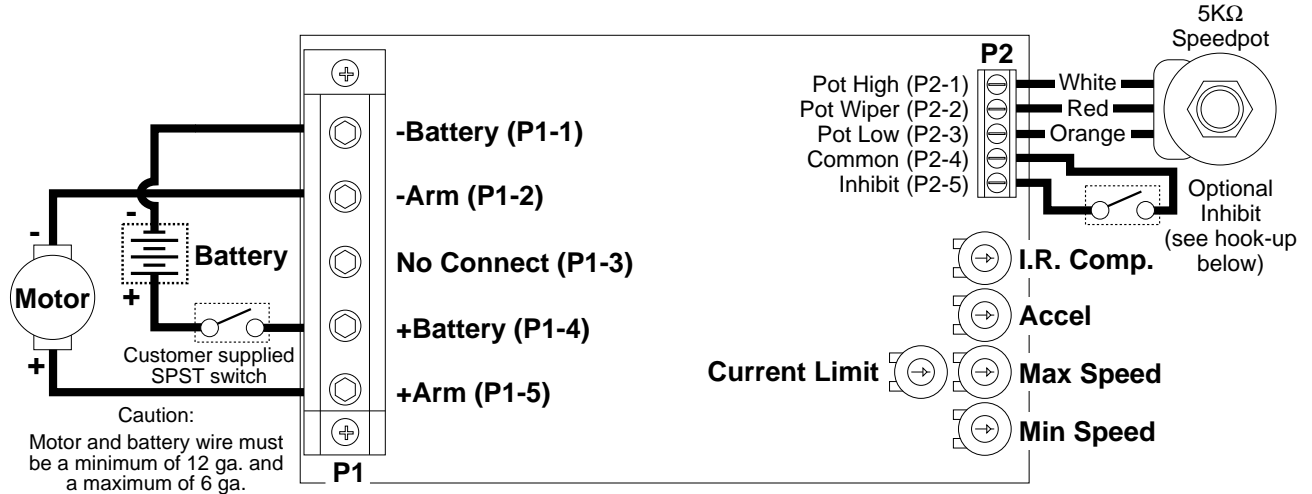 5KΩ
Speedpot
P2
Pot High (P2-1)
White
Pot Wiper (P2-2)
Red
Pot Low (P2-3)
Orange
Common (P2-4)
Inhibit (P2-5)
Optional
Inhibit
(see hook-up
below)
-Battery (P1-1)
-Arm (P1-2)
No Connect (P1-3)
+Battery (P1-4)
+Arm (P1-5)
P1
-
-
Battery
Motor
+
+
Customer supplied
SPST switch
Caution:
Motor and battery wire must
be a minimum of 12 ga. and
a maximum of 6 ga.
I.R. Comp.
Accel
Current Limit
Max Speed
Min Speed